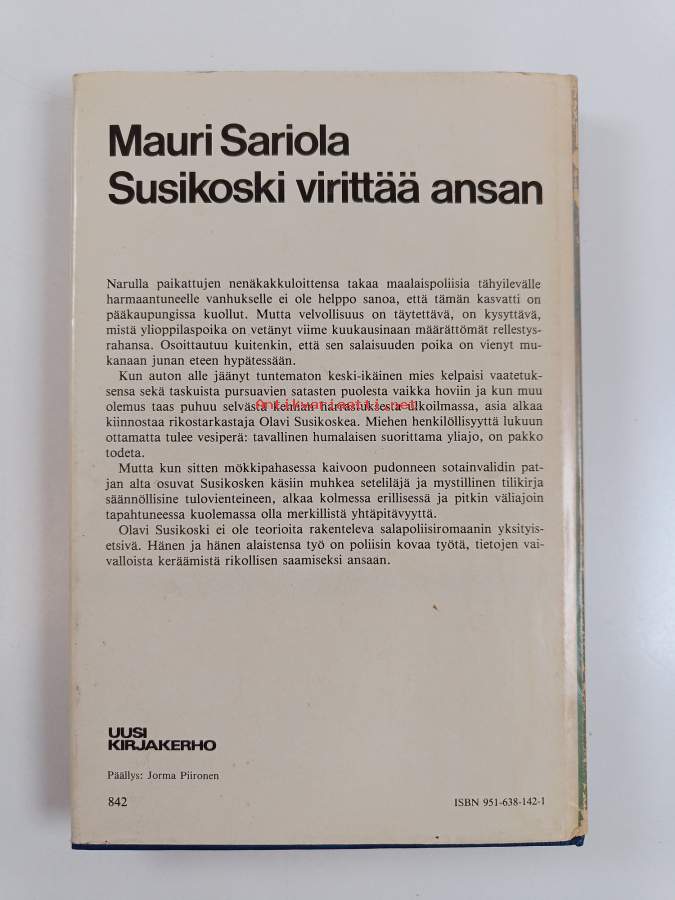 Mauri Sariola
Susikoski virittää ansan
Narulla paikattujen nenäkakkuloittensa takaa maalaispoliisia tähyilevälle
harmaantuneelle vanhukselle ei ole helppo sanoa, että tämän kasvatti on
pääkaupungissa kuollut. Mutta velvollisuus on täytettävä, on kysyttävä,
mistä ylioppilaspoika on vetänyt viime kuukausinaan määrättömät rellestys-
rahansa. Osoittautuu kuitenkin, että sen salaisuuden poika on vienyt mu-
kanaan junan eteen hypätessään.
Kun auton alle jäänyt tuntematon keski-ikäinen mies kelpaisi vaatetuk-
sensa sekä taskuista pursuavien satasten puolesta vaikka hoviin ja kun muu
olemus taas puhuu selvästä kemian harrastuksesta ulkoilmassa, asia alkaa
Antikvariaatti.net
kiinnostaa rikostarkastaja Olavi Susikoskea. Miehen henkilöllisyyttä lukuun
ottamatta tulee vesiperä: tavallinen humalaisen suorittama yliajo, on pakko
todeta.
Mutta kun sitten mökkipahasessa kaivoon pudonneen sotainvalidin pat-
jan alta osuvat Susikosken käsiin muhkea seteliläjä ja mystillinen tilikirja
säännöllisine tulovienteineen, alkaa kolmessa erillisessä ja pitkin väliajoin
tapahtuneessa kuolemassa olla merkillistä yhtäpitävyyttä.
Olavi Susikoski ei ole teorioita rakenteleva salapoliisiromaanin yksityis-
etsivä. Hänen ja hänen alaistensa työ on poliisin kovaa työtä, tietojen vai-
valloista keräämistä rikollisen saamiseksi ansaan.
UUSI
KIRJAKERHO
Päällys: Jorma Piironen
842
ISBN 951-638-142-1